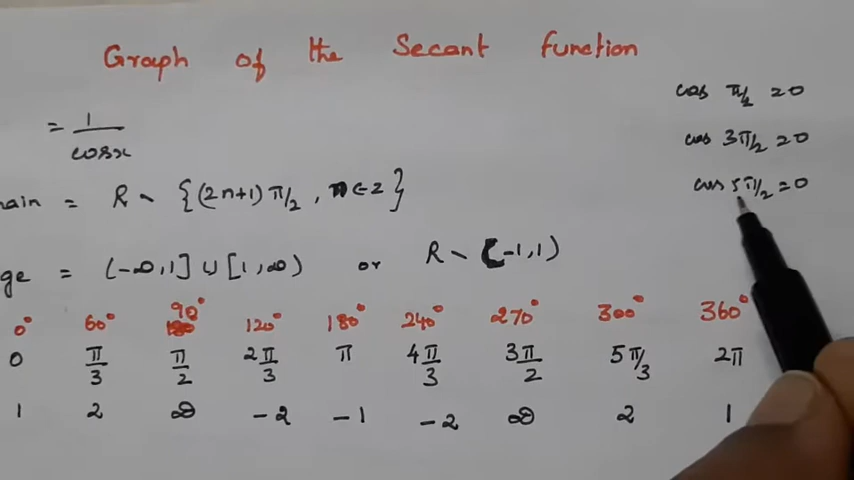 Graph of the Secant function
cos π/2 = 0
= 1/cosx
cos 3π/2 = 0
cos 5π/2 = 0
main = R \ {(2n+1) π/2, n ∈ z}
ge = (-∞,1] ∪ [1,∞) or R \ (-1,1)
0° 60° 90° 120° 180° 240° 270° 300° 360°
0 π/3 π/2 2π/3 π 4π/3 3π/2 5π/3 2π
1 2 ∞ -2 -1 -2 ∞ 2 1